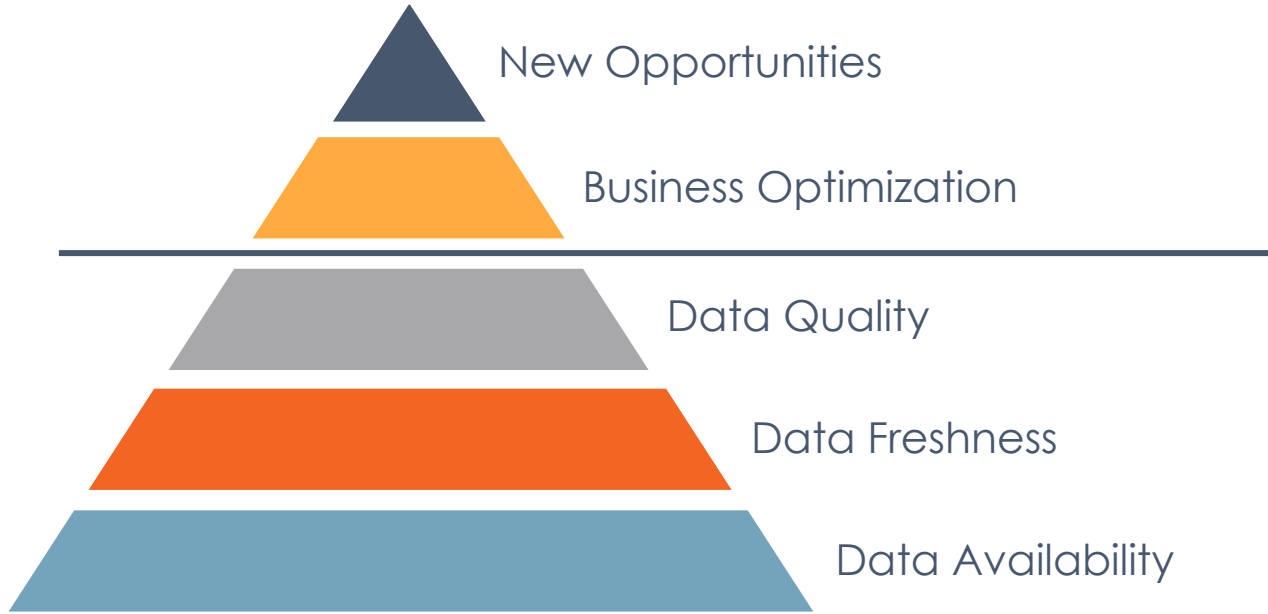 New Opportunities
Business Optimization
Data Quality
Data Freshness
Data Availability